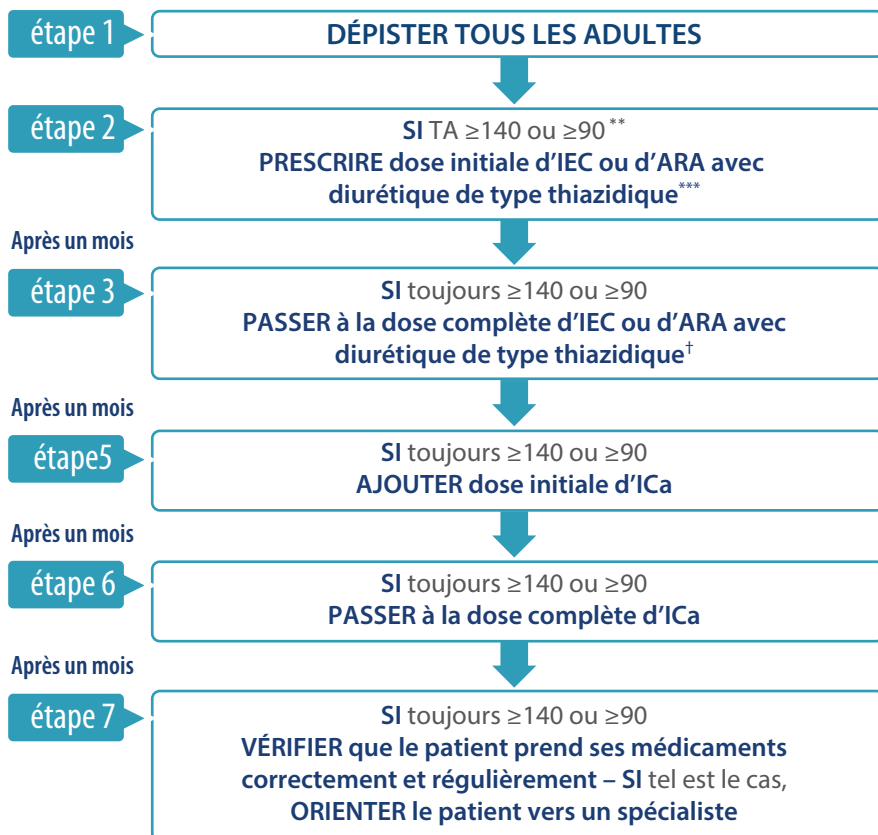 étape 1
DÉPISTER TOUS LES ADULTES
étape 2
SI TA ≥140 ou ≥90**
PRESCRIRE dose initiale d’IEC ou d’ARA avec
diurétique de type thiazidique***
Après un mois
étape 3
SI toujours ≥140 ou ≥90
PASSER à la dose complète d’IEC ou d’ARA avec
diurétique de type thiazidique†
Après un mois
étape5
SI toujours ≥140 ou ≥90
AJOUTER dose initiale d’ICa
Après un mois
étape 6
SI toujours ≥140 ou ≥90
PASSER à la dose complète d’ICa
Après un mois
étape 7
SI toujours ≥140 ou ≥90
VÉRIFIER que le patient prend ses médicaments
correctement et régulièrement – SI tel est le cas,
ORIENTER le patient vers un spécialiste